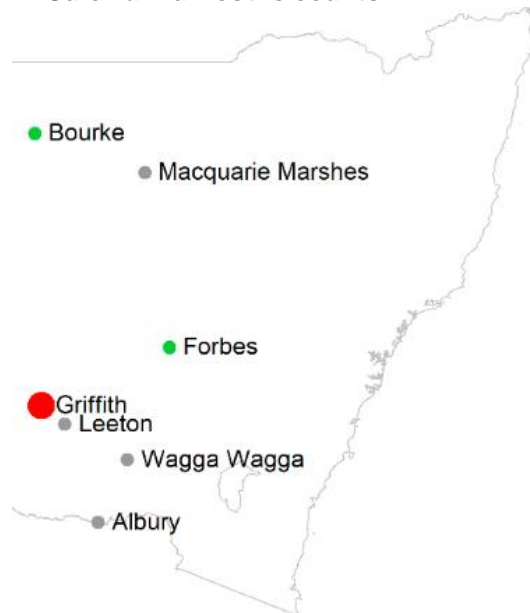 Bourke
Macquarie Marshes
Forbes
Griffith
Leeton
Wagga Wagga
Albury